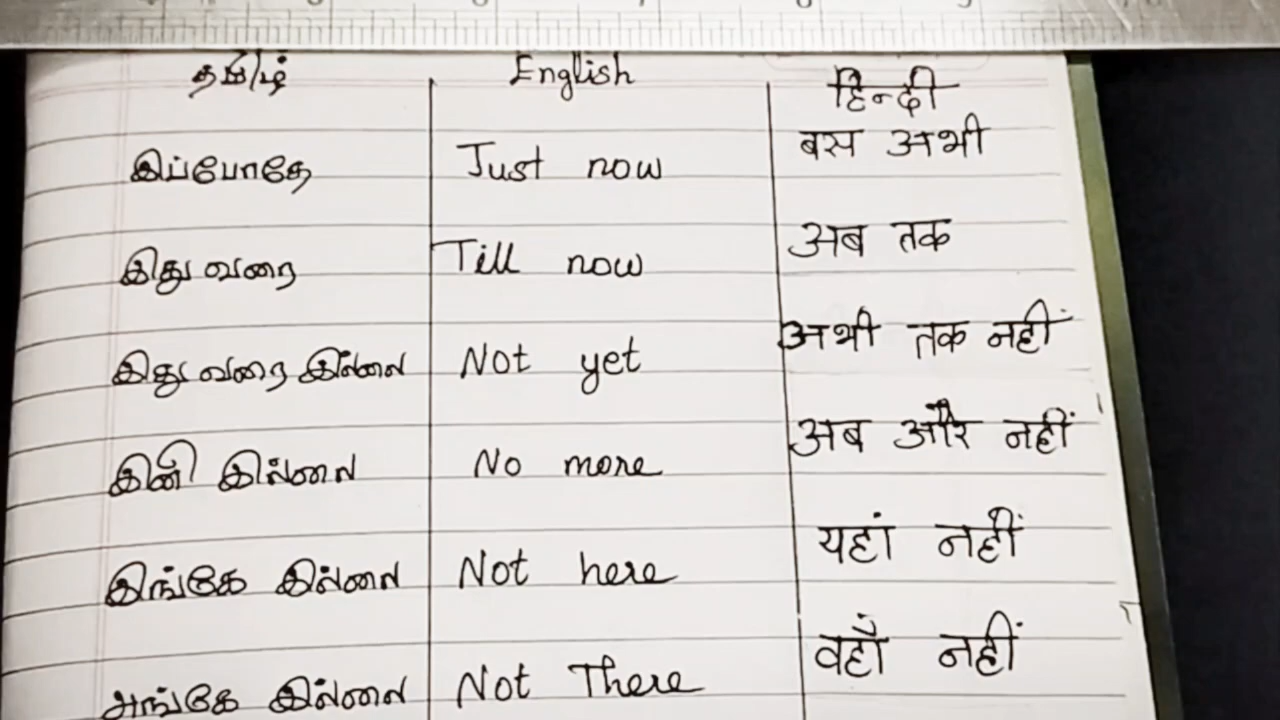 தமிழ் English हिन्दी
இப்போதே Just now बस अभी
இது வரை Till now अब तक
இது வரை இல்லை Not yet अभी तक नहीं
இனி இல்லை No more अब और नहीं
இங்கே இல்லை Not here यहां नहीं
அங்கே இல்லை Not There वहाँ नहीं